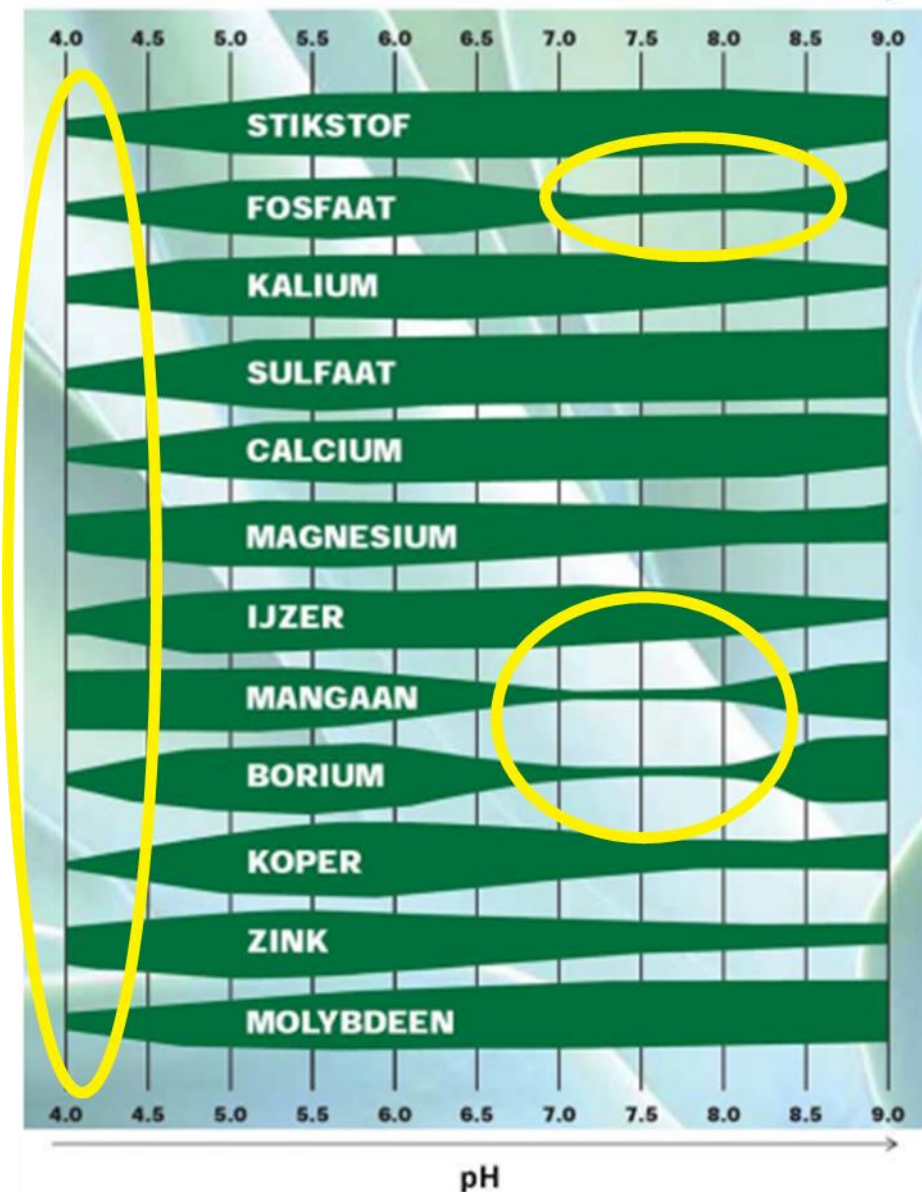 4.0 4.5 5.0 5.5 6.0 6.5 7.0 7.5 8.0 8.5 9.0
STIKSTOF
FOSFAAT
KALIUM
SULFAAT
CALCIUM
MAGNESIUM
IJZER
MANGAAN
BORIUM
KOPER
ZINK
MOLYBDEEN
4.0 4.5 5.0 5.5 6.0 6.5 7.0 7.5 8.0 8.5 9.0
pH